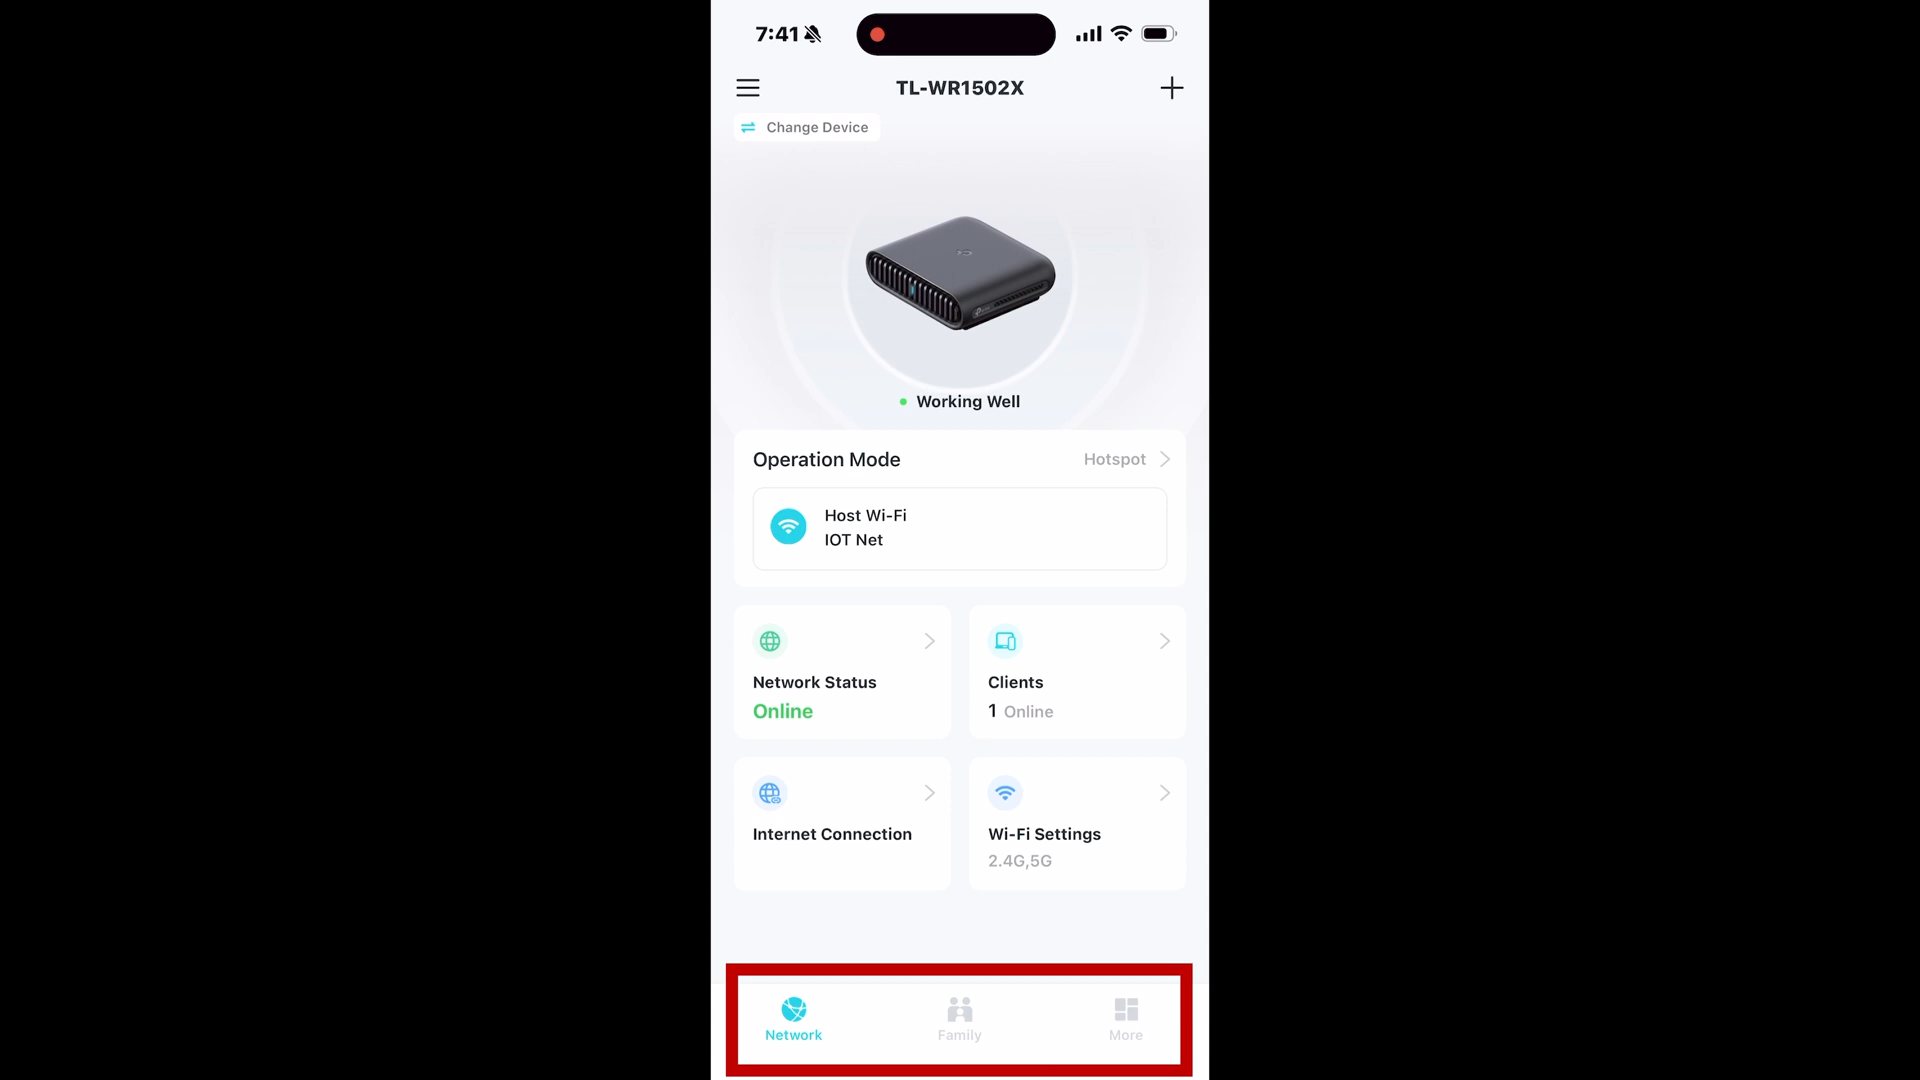 7:41
TL-WR1502X
Change Device
Working Well
Operation Mode
Hotspot
Host Wi-Fi
IOT Net
Network Status
Online
Clients
1 Online
Internet Connection
Wi-Fi Settings
2.4G,5G
Network
Family
More